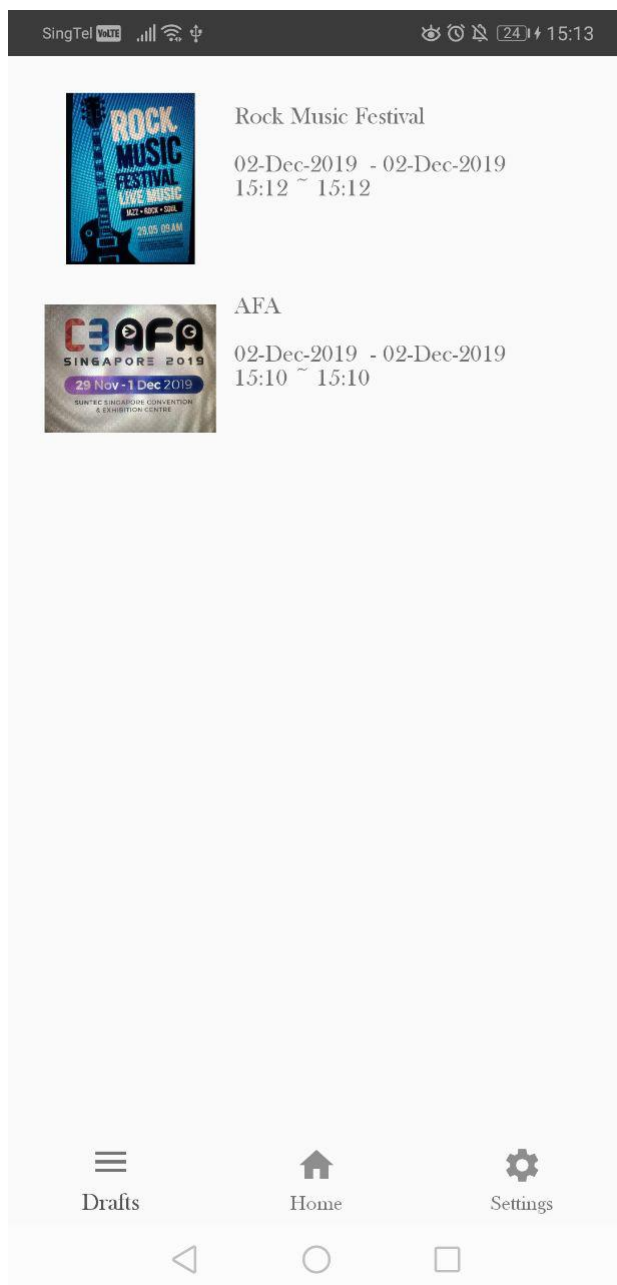 SingTel VoLTE 24 15:13
ROCK
MUSIC
FESTIVAL
LIVE MUSIC
JAZZ • ROCK • SOUL
29.05 09 AM
Rock Music Festival
02-Dec-2019 - 02-Dec-2019
15:12 ~ 15:12
C3AFA
SINGAPORE 2019
29 Nov - 1 Dec 2019
SUNTEC SINGAPORE CONVENTION
& EXHIBITION CENTRE
AFA
02-Dec-2019 - 02-Dec-2019
15:10 ~ 15:10
Drafts Home Settings